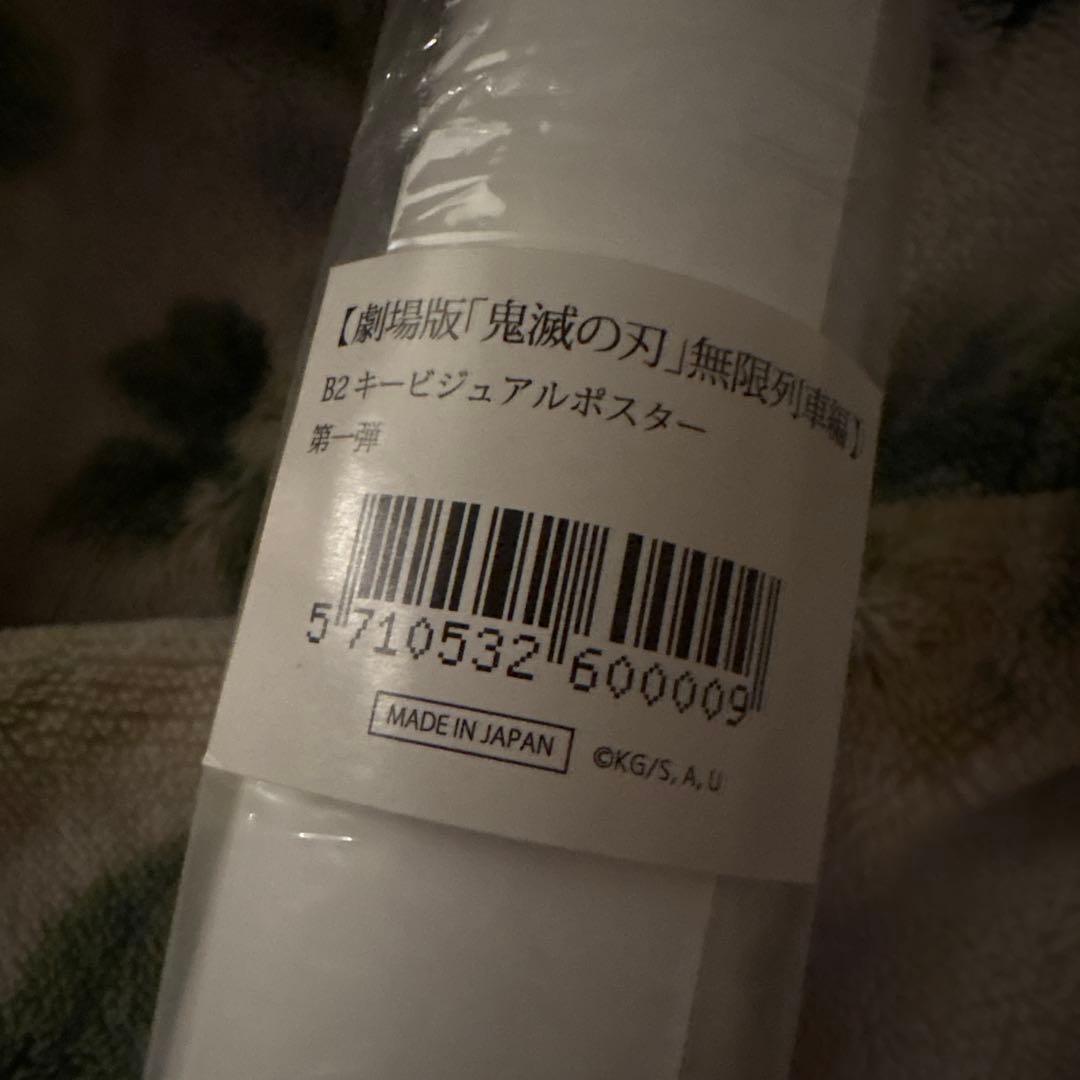 【劇場版「鬼滅の刃」無限列車編】
B2キービジュアルポスター
第一弾
5 710532 600009
MADE IN JAPAN
©KG/S, A, U